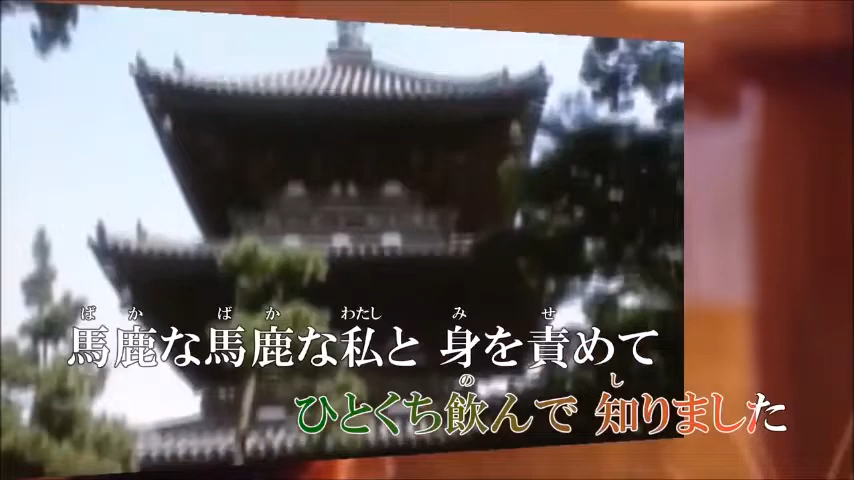 ばか ばか わたし み せ
馬鹿な馬鹿な私と 身を責めて
の し
ひとくち飲んで 知りました